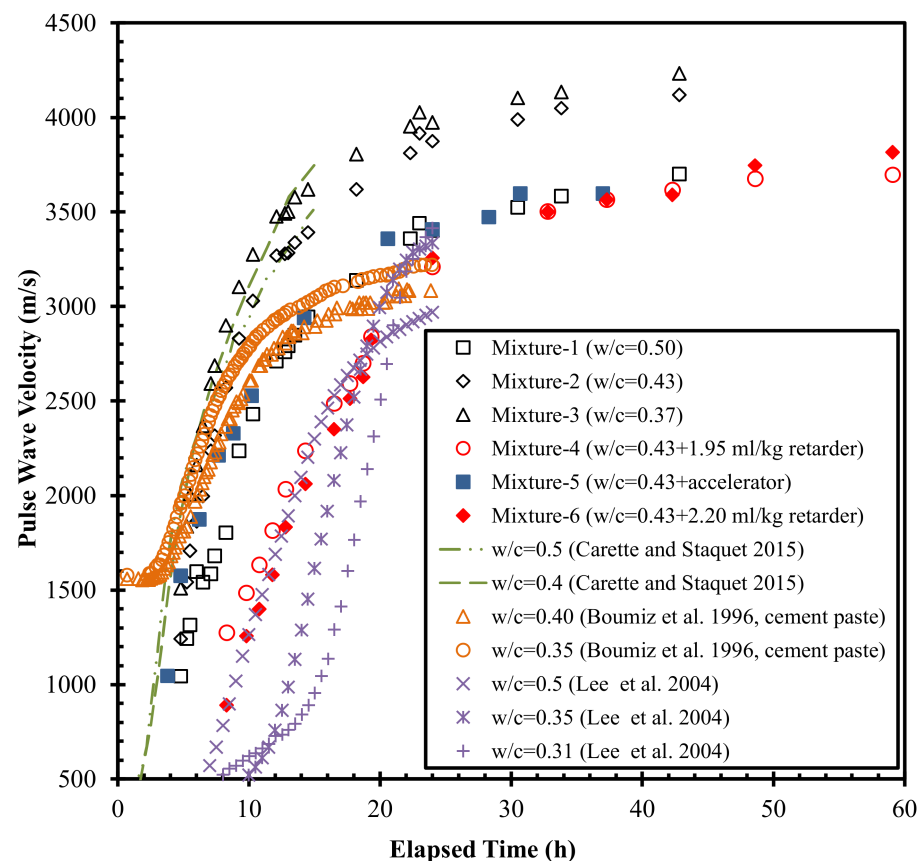 4500
4000
3500
3000
2500
2000
1500
1000
500
Pulse Wave Velocity (m/s)
Mixture-1 (w/c=0.50)
Mixture-2 (w/c=0.43)
Mixture-3 (w/c=0.37)
Mixture-4 (w/c=0.43+1.95 ml/kg retarder)
Mixture-5 (w/c=0.43+accelerator)
Mixture-6 (w/c=0.43+2.20 ml/kg retarder)
w/c=0.5 (Carette and Staquet 2015)
w/c=0.4 (Carette and Staquet 2015)
w/c=0.40 (Boumiz et al. 1996, cement paste)
w/c=0.35 (Boumiz et al. 1996, cement paste)
w/c=0.5 (Lee et al. 2004)
w/c=0.35 (Lee et al. 2004)
w/c=0.31 (Lee et al. 2004)
0 10 20 30 40 50 60
Elapsed Time (h)